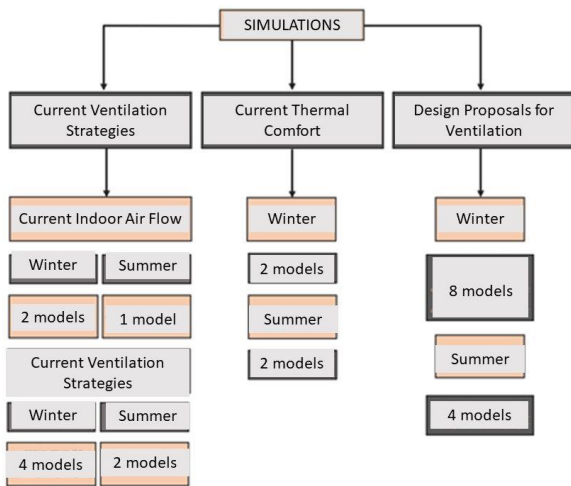 SIMULATIONS
Current Ventilation
Strategies
Current Indoor Air Flow
Winter Summer
2 models 1 model
Current Ventilation
Strategies
Winter Summer
4 models 2 models
Current Thermal
Comfort
Winter
2 models
Summer
2 models
Design Proposals for
Ventilation
Winter
8 models
Summer
4 models